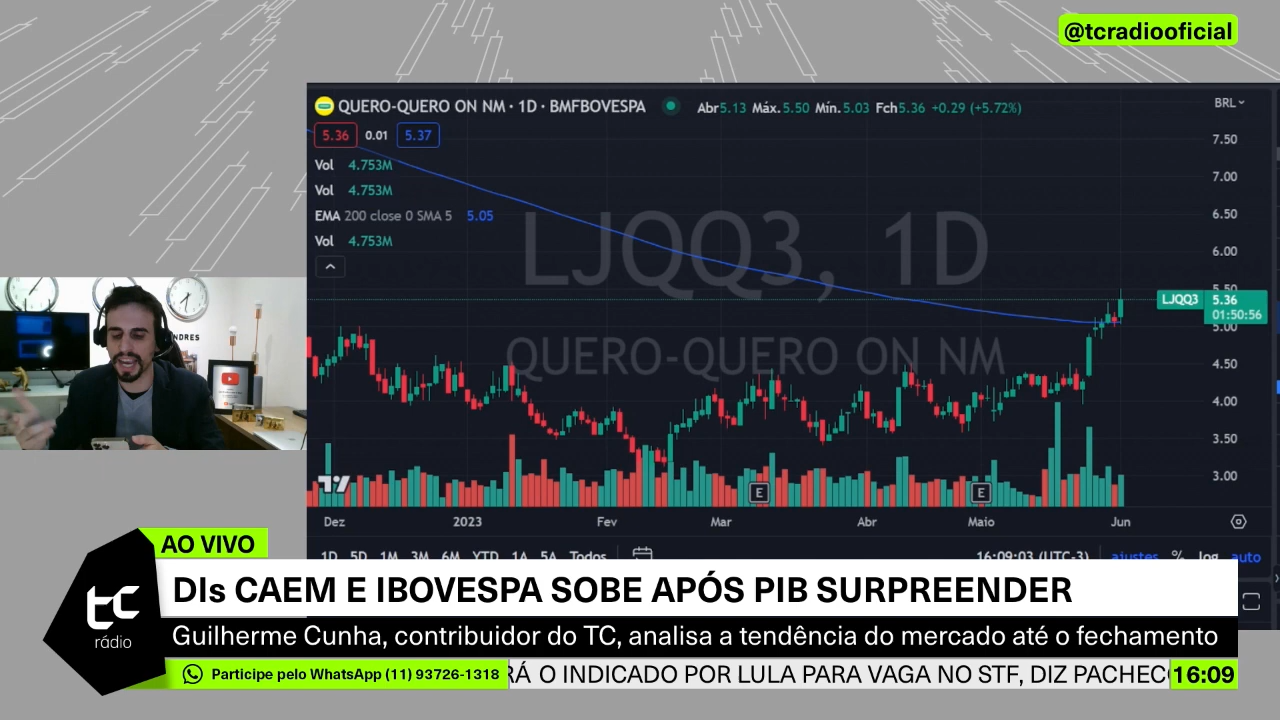 @tcradiooficial
QUERO-QUERO ON NM · 1D · BMFBOVESPA Abr5.13 Máx.5.50 Mín.5.03 Fch5.36 +0.29 (+5.72%)
BRL
5.36 0.01 5.37
Vol 4.753M
Vol 4.753M
EMA 200 close 0 SMA 5 5.05
Vol 4.753M
LJQQ3, 1D
QUERO-QUERO ON NM
7.50
7.00
6.50
6.00
5.50
LJQQ3 5.36
01:50:56
5.00
4.50
4.00
3.50
3.00
E E
Dez 2023 Fev Mar Abr Maio Jun
1D 5D 1M 3M 6M YTD 1A 5A Todos 16:09:03 (UTC-3) ajustes % log auto
NDRES
AO VIVO
DIs CAEM E IBOVESPA SOBE APÓS PIB SURPREENDER
Guilherme Cunha, contribuidor do TC, analisa a tendência do mercado até o fechamento
tc
rádio
Participe pelo WhatsApp (11) 93726-1318
RÁ O INDICADO POR LULA PARA VAGA NO STF, DIZ PACHEC
16:09